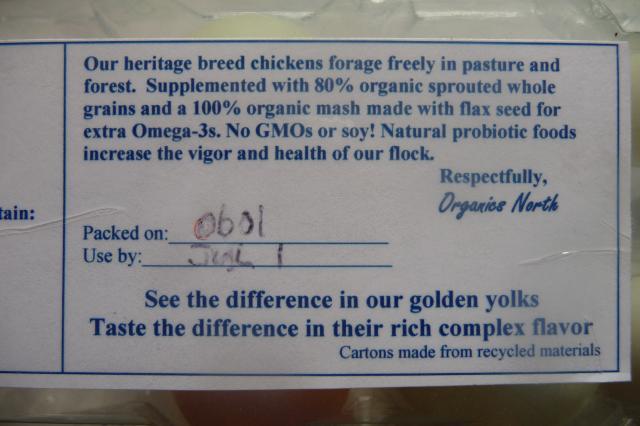 Our heritage breed chickens forage freely in pasture and
forest. Supplemented with 80% organic sprouted whole
grains and a 100% organic mash made with flax seed for
extra Omega-3s. No GMOs or soy! Natural probiotic foods
increase the vigor and health of our flock.
Respectfully,
Organics North
tain:
Packed on: 0601
Use by: July 1
See the difference in our golden yolks
Taste the difference in their rich complex flavor
Cartons made from recycled materials